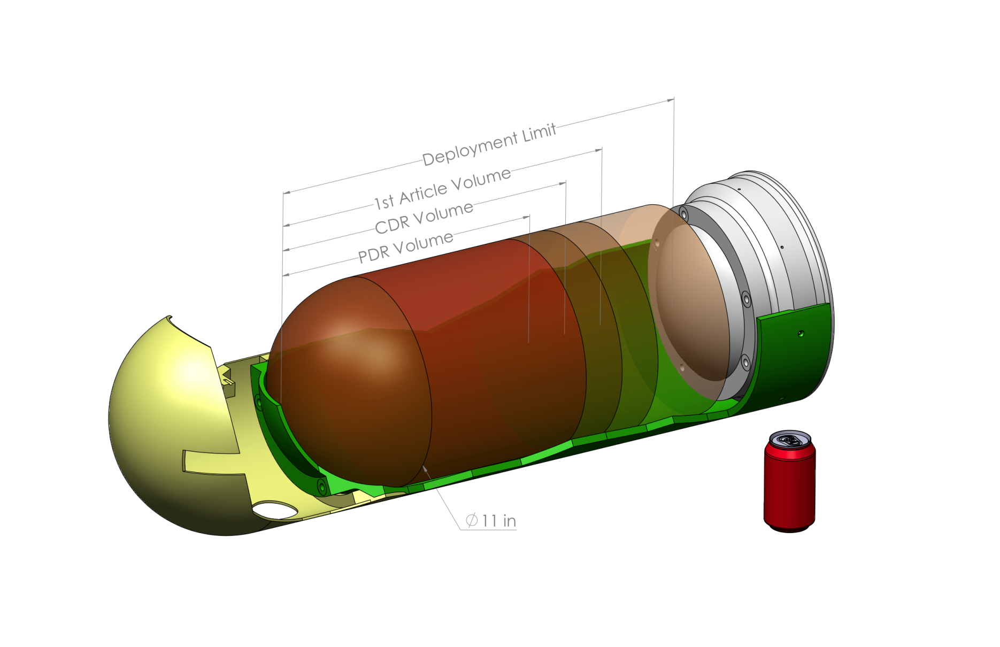 Deployment Limit
1st Article Volume
CDR Volume
PDR Volume
∅11 in